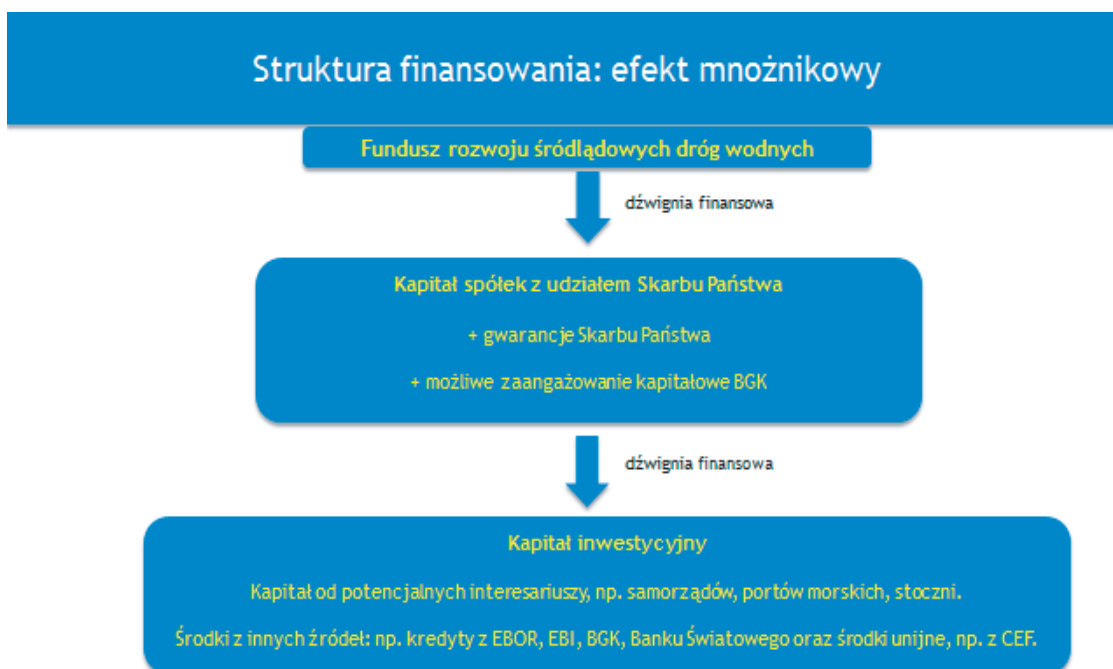 Struktura finansowania: efekt mnożnikowy
Fundusz rozwoju śródlądowych dróg wodnych
dźwignia finansowa
Kapitał spółek z udziałem Skarbu Państwa
+ gwarancje Skarbu Państwa
+ możliwe zaangażowanie kapitałowe BGK
dźwignia finansowa
Kapitał inwestycyjny
Kapitał od potencjalnych interesariuszy, np. samorządów, portów morskich, stoczni.
Środki z innych źródeł: np. kredyty z EBOR, EBI, BGK, Banku Światowego oraz środki unijne, np. z CEF.